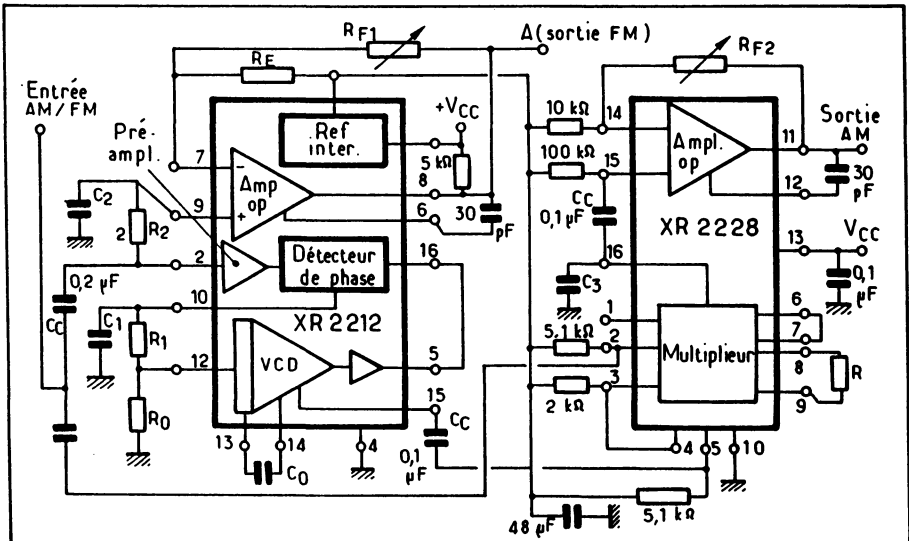 RF1
Δ(sortie FM)
RF2
RE
Entrée
AM/FM
Pré-
ampl.
Ref
inter.
+VCC
5 kΩ
10 kΩ
14
Ampl.
op
11
Sortie
AM
7
Δmp
op
8
100 kΩ
15
12
30
pF
C2
9
6
30
pF
CC
0,1 µF
XR 2228
13
VCC
2
R2
2
Détecteur
de phase
16
16
C3
0,1
µF
0,2 µF
10
1
6
CC
C1
R1
XR 2212
5,1 kΩ
2
Multiplieur
7
12
VCD
5
8
R
R0
15
2 kΩ
3
9
13
14
4
CC
4
5
10
C0
0,1
µF
48 µF
5,1 kΩ